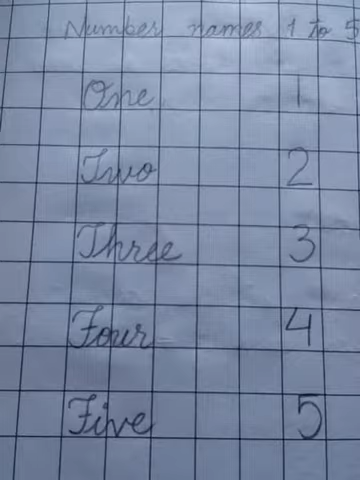 Number names 1 to 5
One 1
Two 2
Three 3
Four 4
Five 5